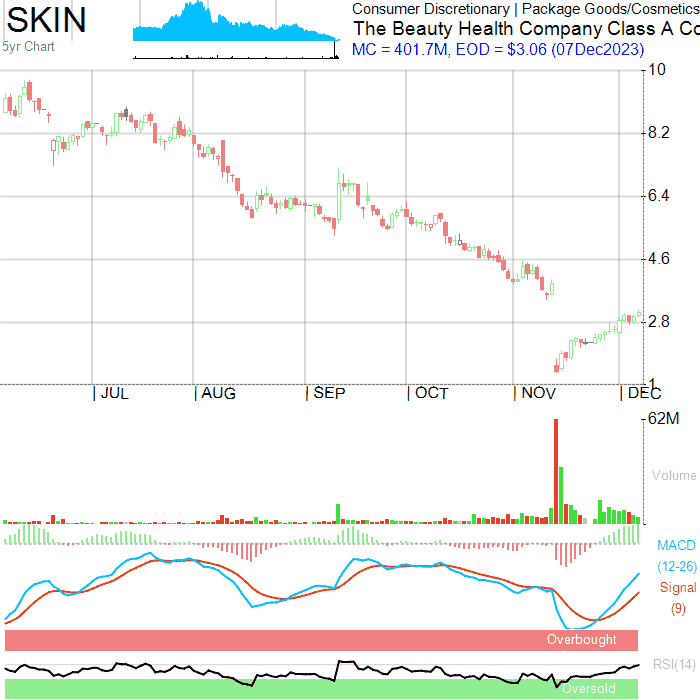 SKIN
5yr Chart
Consumer Discretionary | Package Goods/Cosmetics
The Beauty Health Company Class A Co
MC = 401.7M, EOD = $3.06 (07Dec2023)
10
8.2
6.4
4.6
2.8
1
| JUL
| AUG
| SEP
| OCT
| NOV
| DEC
62M
Volume
MACD
(12-26)
Signal
(9)
Overbought
RSI(14)
Oversold